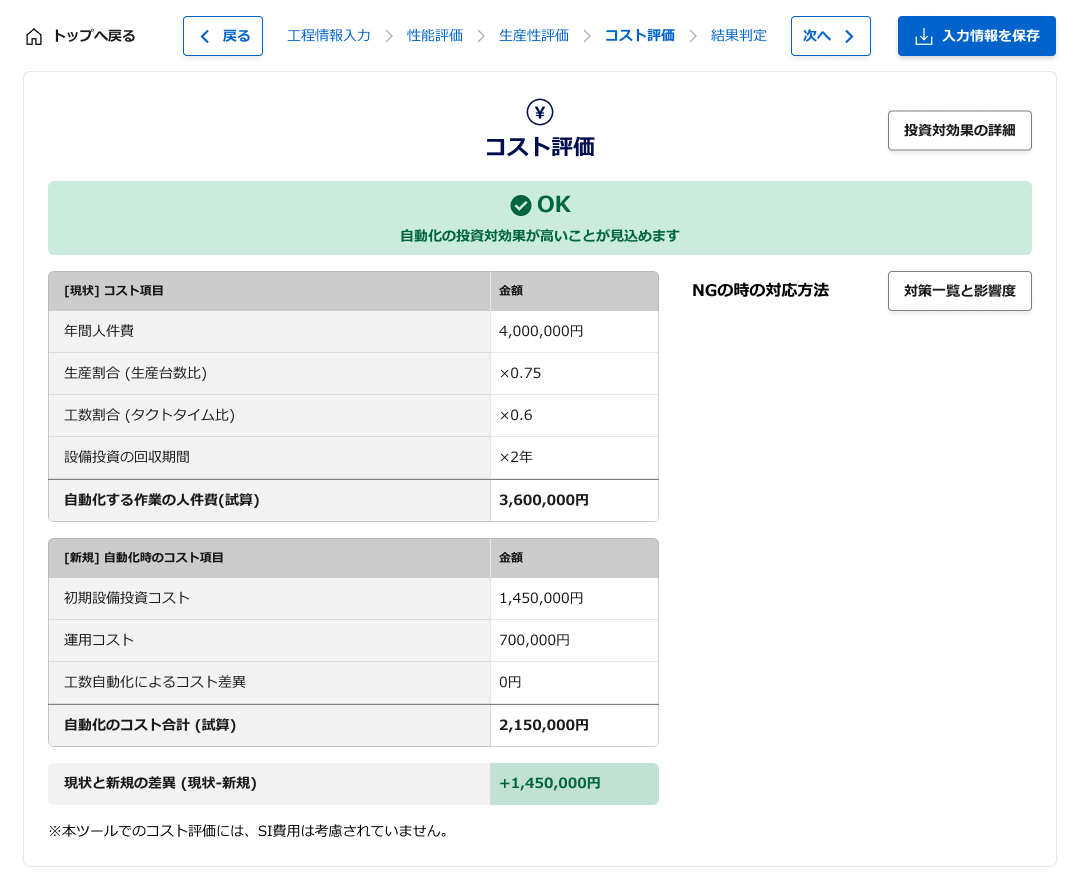 トップへ戻る
戻る
工程情報入力
性能評価
生産性評価
コスト評価
結果判定
次へ
入力情報を保存
¥
コスト評価
投資対効果の詳細
OK
自動化の投資対効果が高いことが見込めます
[現状] コスト項目 金額
年間人件費 4,000,000円
生産割合 (生産台数比) ×0.75
工数割合 (タクトタイム比) ×0.6
設備投資の回収期間 ×2年
自動化する作業の人件費(試算) 3,600,000円
NGの時の対応方法
対策一覧と影響度
[新規] 自動化時のコスト項目 金額
初期設備投資コスト 1,450,000円
運用コスト 700,000円
工数自動化によるコスト差異 0円
自動化のコスト合計 (試算) 2,150,000円
現状と新規の差異 (現状-新規) +1,450,000円
※本ツールでのコスト評価には、SI費用は考慮されていません。